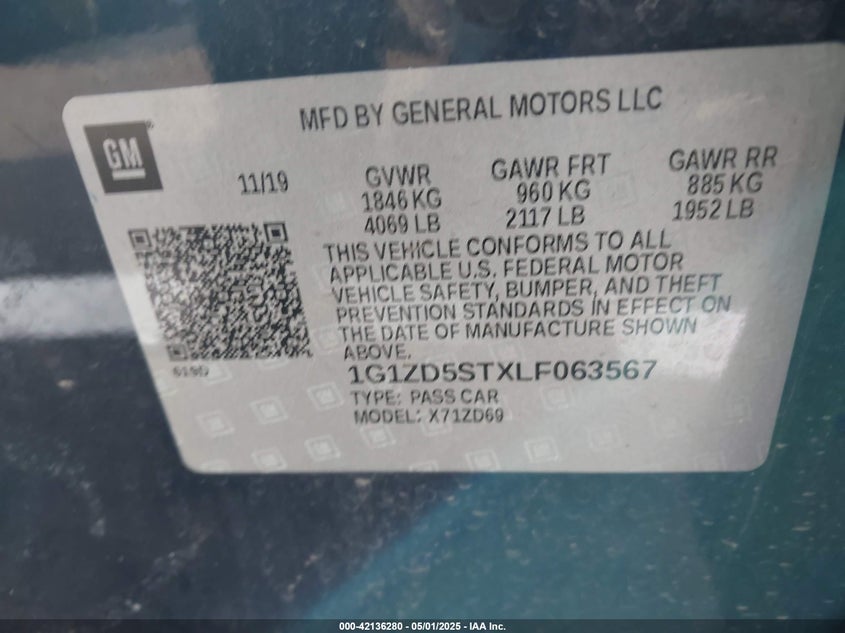 MFD BY GENERAL MOTORS LLC
GM
11/19
GVWR GAWR FRT GAWR RR
1846 KG 960 KG 885 KG
4069 LB 2117 LB 1952 LB
THIS VEHICLE CONFORMS TO ALL
APPLICABLE U.S. FEDERAL MOTOR
VEHICLE SAFETY, BUMPER, AND THEFT
PREVENTION STANDARDS IN EFFECT ON
THE DATE OF MANUFACTURE SHOWN
ABOVE.
619D
1G1ZD5STXLF063567
TYPE: PASS CAR
MODEL: X71ZD69
000-42136280 - 05/01/2025 - IAA Inc.